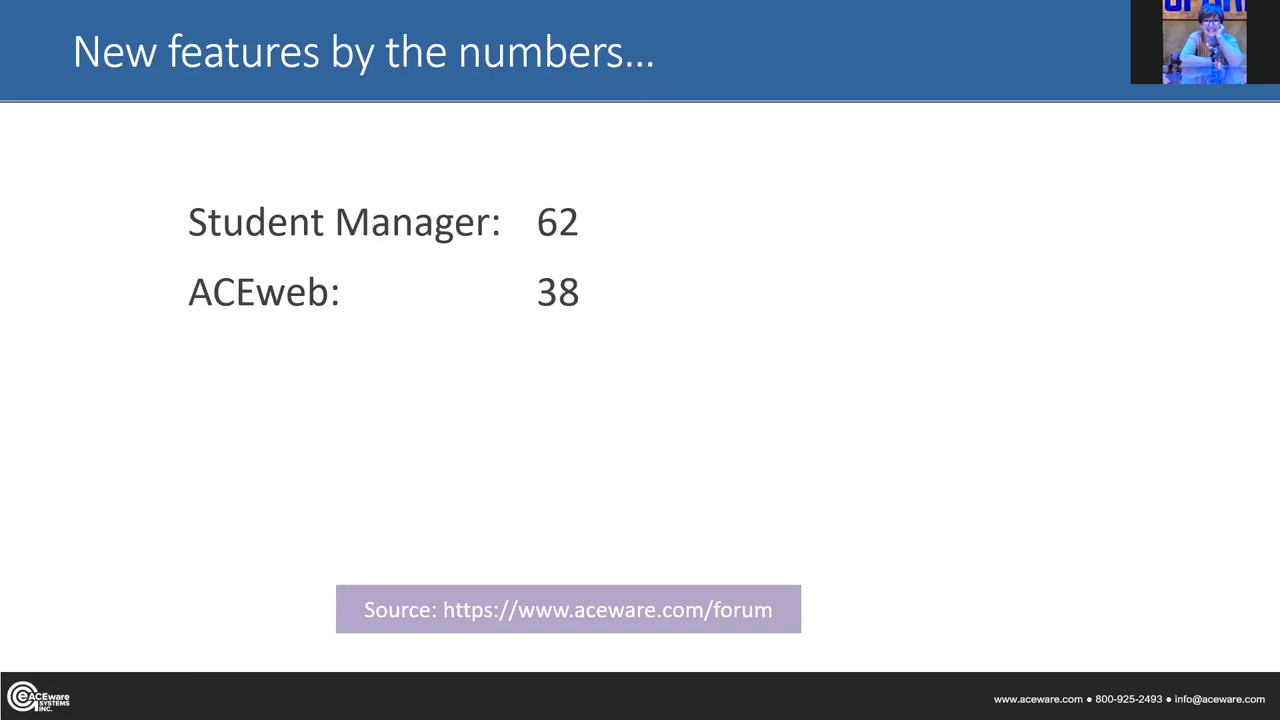 New features by the numbers...
Student Manager: 62
ACEweb: 38
Source: https://www.aceware.com/forum
ACEware
SYSTEMS
INC.
www.aceware.com ● 800-925-2493 ● info@aceware.com